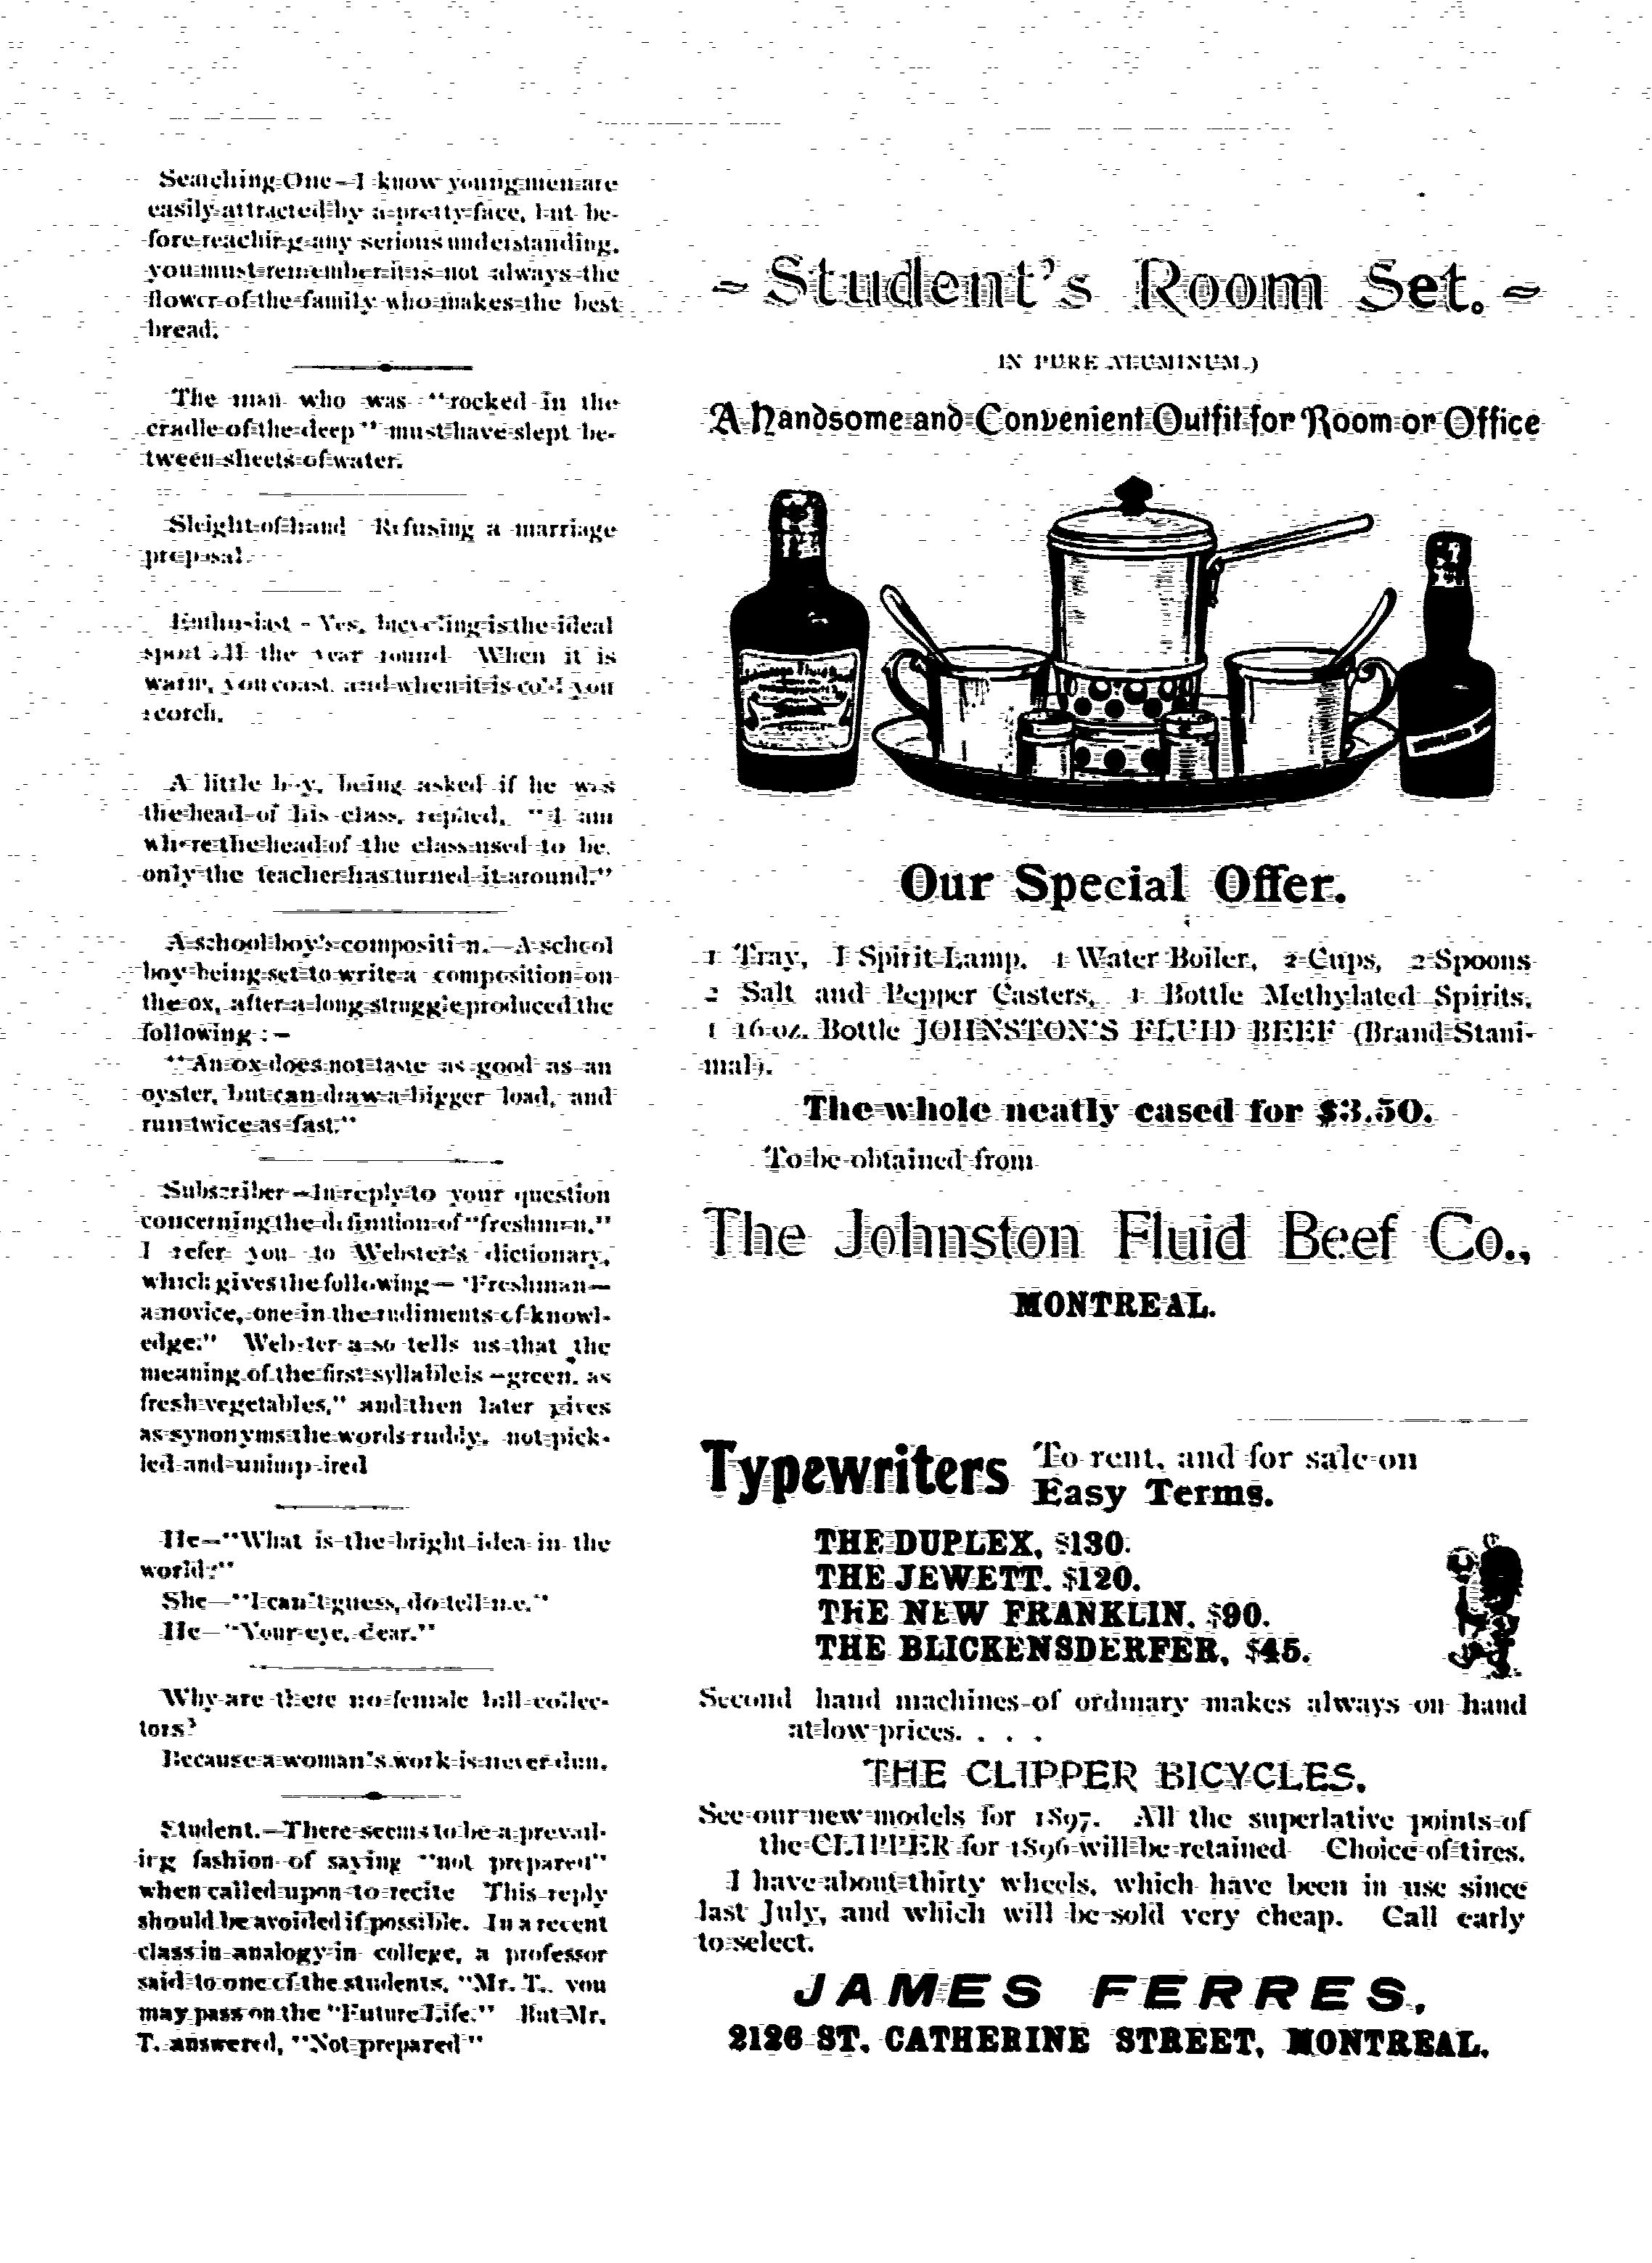 Searching One—I know young men are
easily attracted by a pretty face, but be-
fore reaching any serious understanding,
you must remember it is not always the
flower of the family who makes the best
bread.
The man who was "rocked in the
cradle of the deep" must have slept be-
tween sheets of water.
Sleight of hand Refusing a marriage
proposal.
Enthusiast - Yes, bicycling is the ideal
sport all the year round When it is
warm, you coast, and when it is cold you
scorch.
A little boy, being asked if he was
the head of his class, replied, "I am
where the head of the class used to be,
only the teacher has turned it around."
A school boy's composition.—A school
boy being set to write a composition on
the ox, after a long struggle produced the
following :—
"An ox does not taste as good as an
oyster, but can draw a bigger load, and
run twice as fast."
Subscriber—In reply to your question
concerning the definition of "freshmen,"
I refer you to Webster's dictionary,
which gives the following— 'Freshman—
a novice, one in the rudiments of knowl-
edge." Webster also tells us that the
meaning of the first syllable is —green, as
fresh vegetables," and then later gives
as synonyms the words ruddy, not pick-
led and unimpaired
He—"What is the bright idea in the
world?"
She—"I can't guess, do tell me."
He—"Your eye, dear."
Why are there no female bill collec-
tors?
Because a woman's work is never dun.
Student.—There seems to be a prevail-
ing fashion of saying "not prepared"
when called upon to recite This reply
should be avoided if possible. In a recent
class in analogy in college, a professor
said to one of the students, "Mr. T., you
may pass on the "Future Life." But Mr.
T. answered, "Not prepared"
Student's Room Set.
IN PURE ALUMINUM.)
A Handsome and Convenient Outfit for Room or Office
Our Special Offer.
1 Tray, 1 Spirit Lamp, 1 Water Boiler, 2 Cups, 2 Spoons
2 Salt and Pepper Casters, 1 Bottle Methylated Spirits,
1 16 oz. Bottle JOHNSTON'S FLUID BEEF (Brand Stani-
mal).
The whole neatly cased for $3.50.
To be obtained from
The Johnston Fluid Beef Co.,
MONTREAL.
Typewriters To rent, and for sale on
Easy Terms.
THE DUPLEX, $130.
THE JEWETT. $120.
THE NEW FRANKLIN. $90.
THE BLICKENSDERFER, $45.
Second hand machines of ordinary makes always on hand
at low prices. . . .
THE CLIPPER BICYCLES.
See our new models for 1897. All the superlative points of
the CLIPPER for 1896 will be retained Choice of tires.
I have about thirty wheels, which have been in use since
last July, and which will be sold very cheap. Call early
to select.
JAMES FERRES,
2126 ST. CATHERINE STREET, MONTREAL.